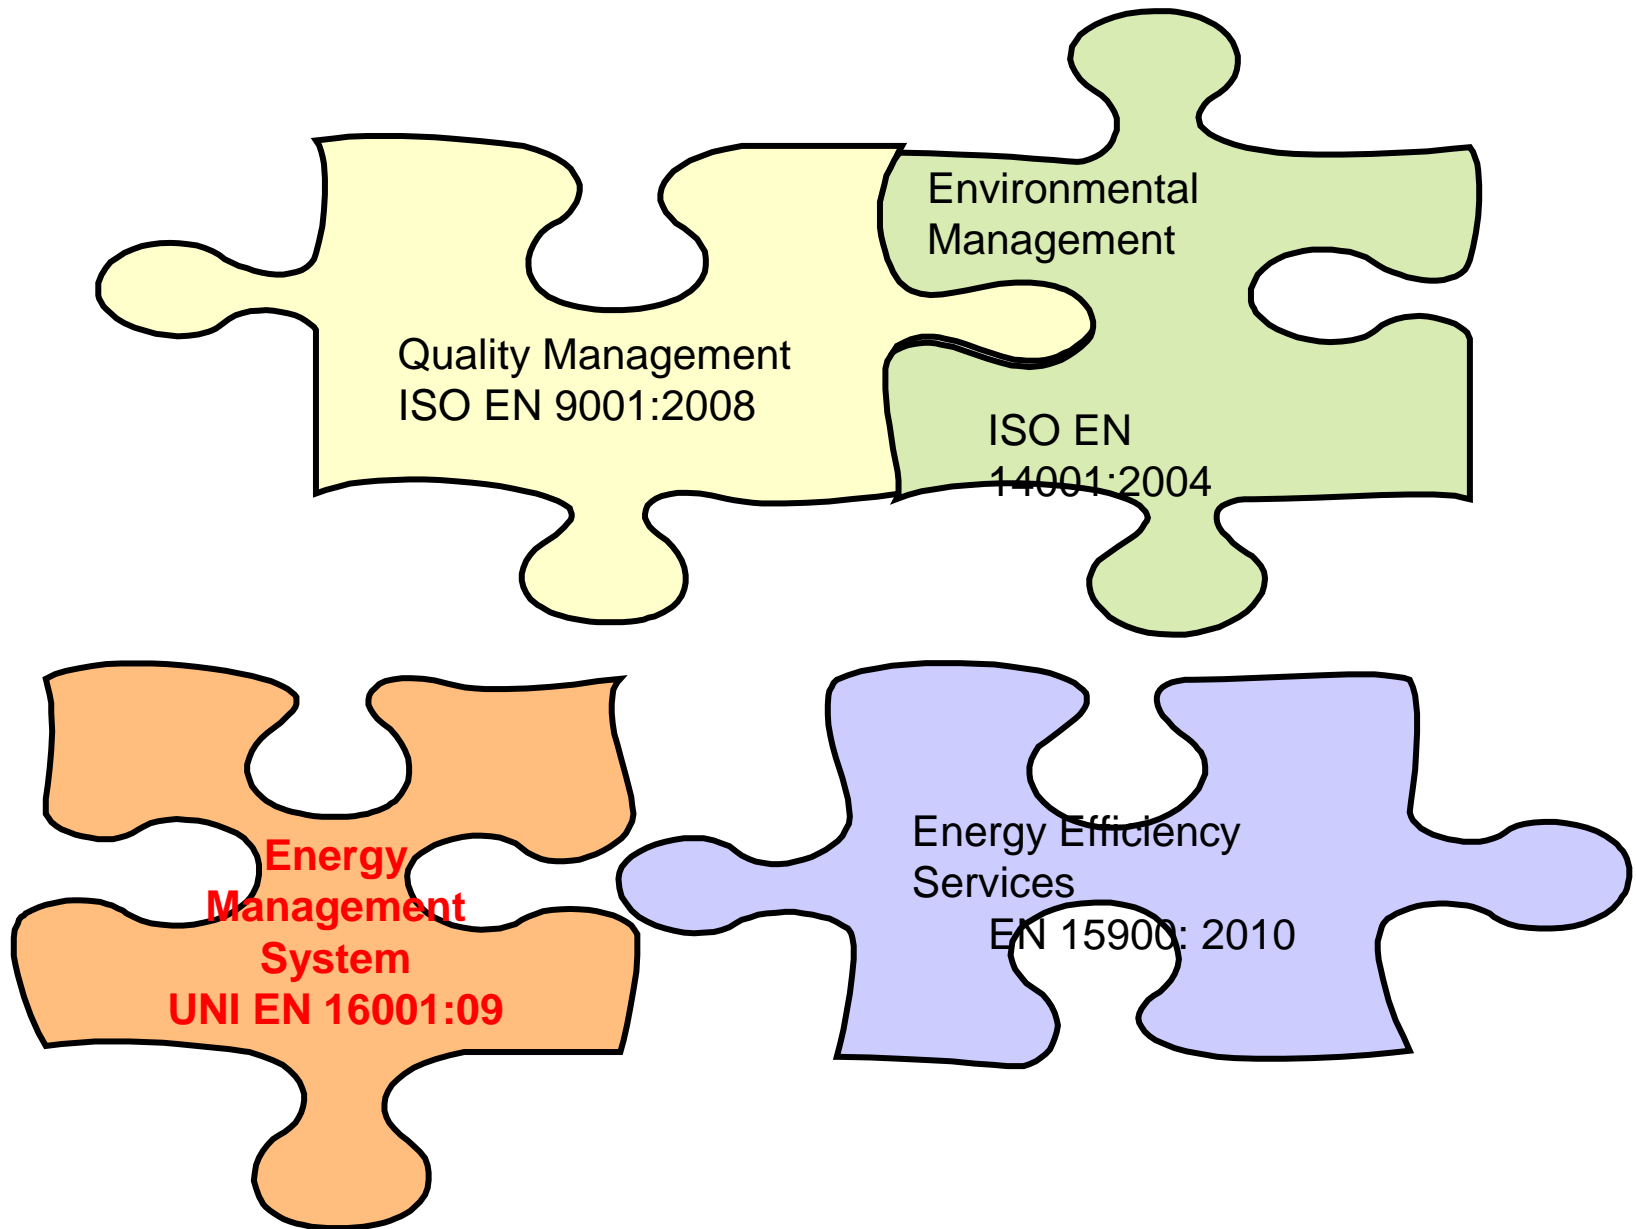 Quality Management
ISO EN 9001:2008
Environmental
Management
ISO EN
14001:2004
Energy
Management
System
UNI EN 16001:09
Energy Efficiency
Services
EN 15900: 2010